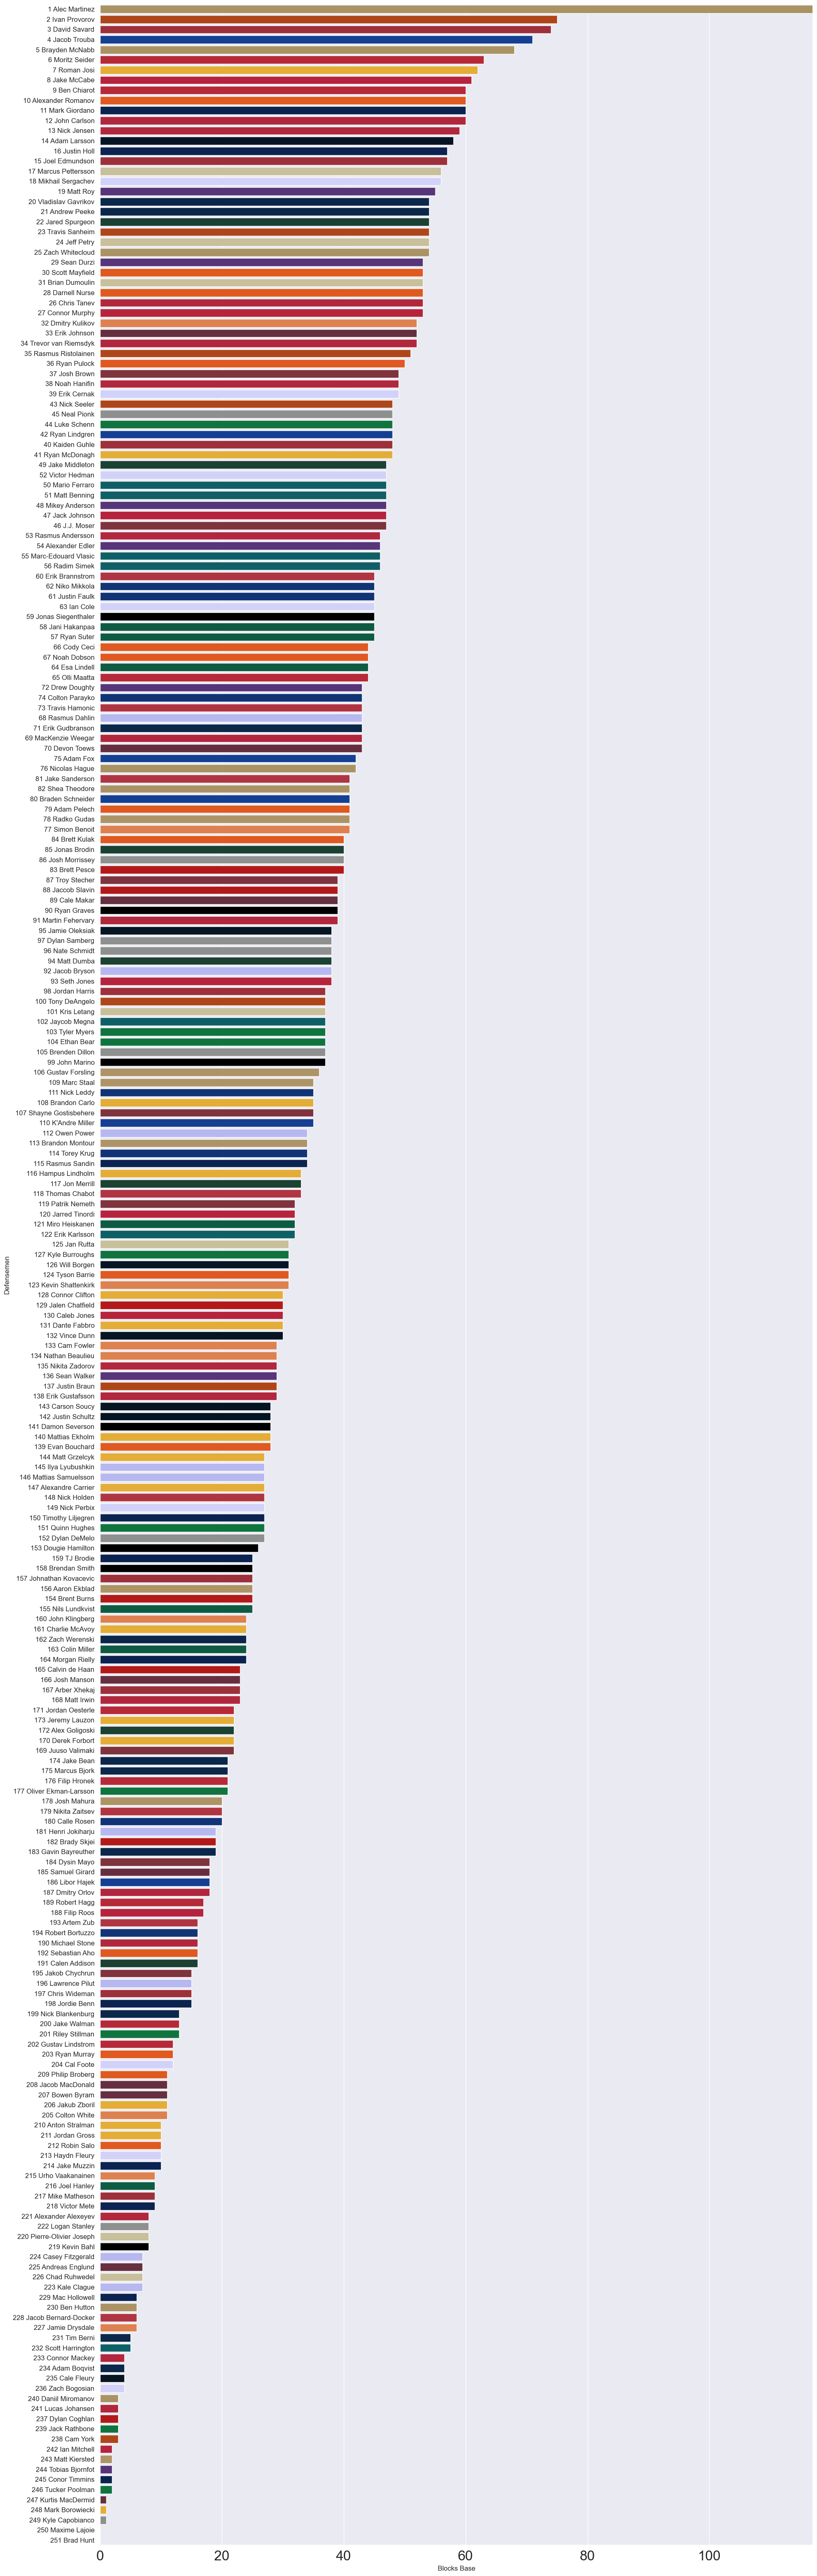 1 Alec Martinez
2 Ivan Provorov
3 David Savard
4 Jacob Trouba
5 Brayden McNabb
6 Moritz Seider
7 Roman Josi
8 Jake McCabe
9 Ben Chiarot
10 Alexander Romanov
11 Mark Giordano
12 John Carlson
13 Nick Jensen
14 Adam Larsson
16 Justin Holl
15 Joel Edmundson
17 Marcus Pettersson
18 Mikhail Sergachev
19 Matt Roy
20 Vladislav Gavrikov
21 Andrew Peeke
22 Jared Spurgeon
23 Travis Sanheim
24 Jeff Petry
25 Zach Whitecloud
29 Sean Durzi
30 Scott Mayfield
31 Brian Dumoulin
28 Darnell Nurse
26 Chris Tanev
27 Connor Murphy
32 Dmitry Kulikov
33 Erik Johnson
34 Trevor van Riemsdyk
35 Rasmus Ristolainen
36 Ryan Pulock
37 Josh Brown
38 Noah Hanifin
39 Erik Cernak
43 Nick Seeler
45 Neal Pionk
44 Luke Schenn
42 Ryan Lindgren
40 Kaiden Guhle
41 Ryan McDonagh
49 Jake Middleton
52 Victor Hedman
50 Mario Ferraro
51 Matt Benning
48 Mikey Anderson
47 Jack Johnson
46 J.J. Moser
53 Rasmus Andersson
54 Alexander Edler
55 Marc-Edouard Vlasic
56 Radim Simek
60 Erik Brannstrom
62 Niko Mikkola
61 Justin Faulk
63 Ian Cole
59 Jonas Siegenthaler
58 Jani Hakanpaa
57 Ryan Suter
66 Cody Ceci
67 Noah Dobson
64 Esa Lindell
65 Olli Maatta
72 Drew Doughty
74 Colton Parayko
73 Travis Hamonic
68 Rasmus Dahlin
71 Erik Gudbranson
69 MacKenzie Weegar
70 Devon Toews
75 Adam Fox
76 Nicolas Hague
81 Jake Sanderson
82 Shea Theodore
80 Braden Schneider
79 Adam Pelech
78 Radko Gudas
77 Simon Benoit
84 Brett Kulak
85 Jonas Brodin
86 Josh Morrissey
83 Brett Pesce
87 Troy Stecher
88 Jaccob Slavin
89 Cale Makar
90 Ryan Graves
91 Martin Fehervary
95 Jamie Oleksiak
97 Dylan Samberg
96 Nate Schmidt
94 Matt Dumba
92 Jacob Bryson
93 Seth Jones
98 Jordan Harris
100 Tony DeAngelo
101 Kris Letang
102 Jaycob Megna
103 Tyler Myers
104 Ethan Bear
105 Brenden Dillon
99 John Marino
106 Gustav Forsling
109 Marc Staal
111 Nick Leddy
108 Brandon Carlo
107 Shayne Gostisbehere
110 K'Andre Miller
112 Owen Power
113 Brandon Montour
114 Torey Krug
115 Rasmus Sandin
116 Hampus Lindholm
117 Jon Merrill
118 Thomas Chabot
119 Patrik Nemeth
120 Jarred Tinordi
121 Miro Heiskanen
122 Erik Karlsson
125 Jan Rutta
127 Kyle Burroughs
126 Will Borgen
124 Tyson Barrie
123 Kevin Shattenkirk
128 Connor Clifton
129 Jalen Chatfield
130 Caleb Jones
131 Dante Fabbro
132 Vince Dunn
133 Cam Fowler
134 Nathan Beaulieu
135 Nikita Zadorov
136 Sean Walker
137 Justin Braun
138 Erik Gustafsson
143 Carson Soucy
142 Justin Schultz
141 Damon Severson
140 Mattias Ekholm
139 Evan Bouchard
144 Matt Grzelcyk
145 Ilya Lyubushkin
146 Mattias Samuelsson
147 Alexandre Carrier
148 Nick Holden
149 Nick Perbix
150 Timothy Liljegren
151 Quinn Hughes
152 Dylan DeMelo
153 Dougie Hamilton
159 TJ Brodie
158 Brendan Smith
157 Johnathan Kovacevic
156 Aaron Ekblad
154 Brent Burns
155 Nils Lundkvist
160 John Klingberg
161 Charlie McAvoy
162 Zach Werenski
163 Colin Miller
164 Morgan Rielly
165 Calvin de Haan
166 Josh Manson
167 Arber Xhekaj
168 Matt Irwin
171 Jordan Oesterle
173 Jeremy Lauzon
172 Alex Goligoski
170 Derek Forbort
169 Juuso Valimaki
174 Jake Bean
175 Marcus Bjork
176 Filip Hronek
177 Oliver Ekman-Larsson
178 Josh Mahura
179 Nikita Zaitsev
180 Calle Rosen
181 Henri Jokiharju
182 Brady Skjei
183 Gavin Bayreuther
184 Dysin Mayo
185 Samuel Girard
186 Libor Hajek
187 Dmitry Orlov
189 Robert Hagg
188 Filip Roos
193 Artem Zub
194 Robert Bortuzzo
190 Michael Stone
192 Sebastian Aho
191 Calen Addison
195 Jakob Chychrun
196 Lawrence Pilut
197 Chris Wideman
198 Jordie Benn
199 Nick Blankenburg
200 Jake Walman
201 Riley Stillman
202 Gustav Lindstrom
203 Ryan Murray
204 Cal Foote
209 Philip Broberg
208 Jacob MacDonald
207 Bowen Byram
206 Jakub Zboril
205 Colton White
210 Anton Stralman
211 Jordan Gross
212 Robin Salo
213 Haydn Fleury
214 Jake Muzzin
215 Urho Vaakanainen
216 Joel Hanley
217 Mike Matheson
218 Victor Mete
221 Alexander Alexeyev
222 Logan Stanley
220 Pierre-Olivier Joseph
219 Kevin Bahl
224 Casey Fitzgerald
225 Andreas Englund
226 Chad Ruhwedel
223 Kale Clague
229 Mac Hollowell
230 Ben Hutton
228 Jacob Bernard-Docker
227 Jamie Drysdale
231 Tim Berni
232 Scott Harrington
233 Connor Mackey
234 Adam Boqvist
235 Cale Fleury
236 Zach Bogosian
240 Daniil Miromanov
241 Lucas Johansen
237 Dylan Coghlan
239 Jack Rathbone
238 Cam York
242 Ian Mitchell
243 Matt Kiersted
244 Tobias Bjornfot
245 Conor Timmins
246 Tucker Poolman
247 Kurtis MacDermid
248 Mark Borowiecki
249 Kyle Capobianco
250 Maxime Lajoie
251 Brad Hunt
Defensemen
0 20 40 60 80 100
Blocks Base